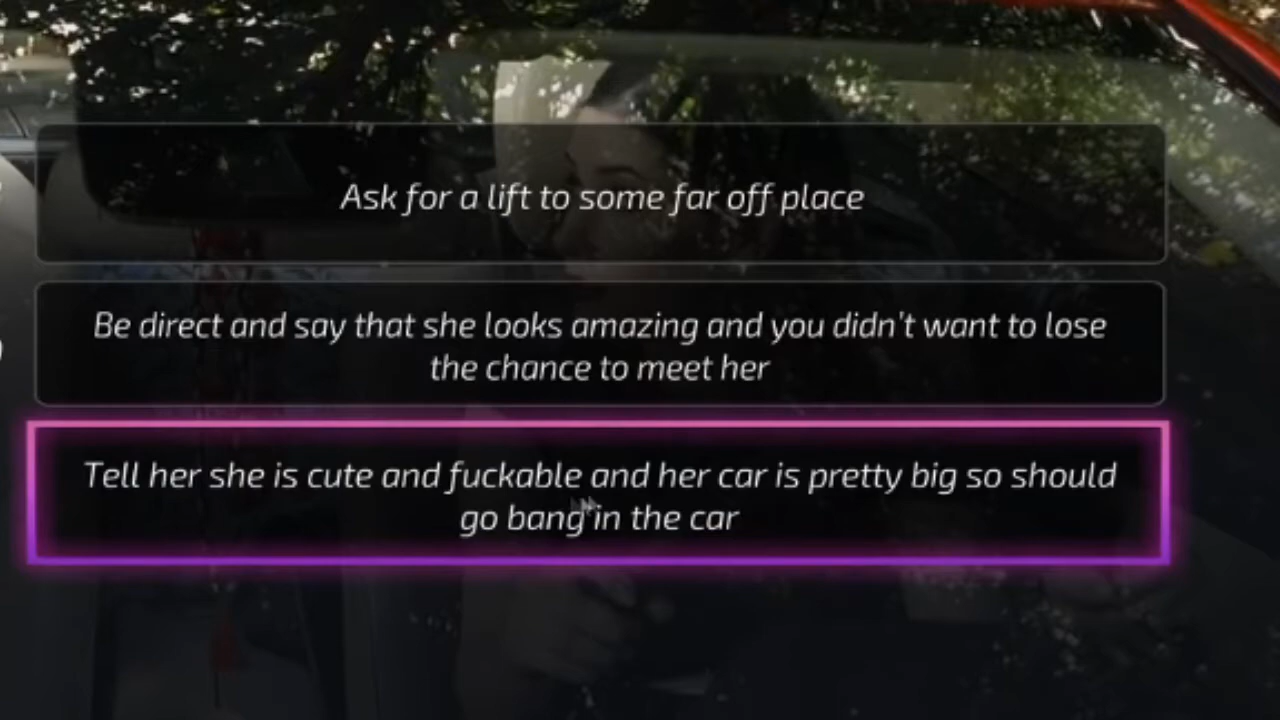 Ask for a lift to some far off place
Be direct and say that she looks amazing and you didn't want to lose
the chance to meet her
Tell her she is cute and fuckable and her car is pretty big so should
go bang in the car